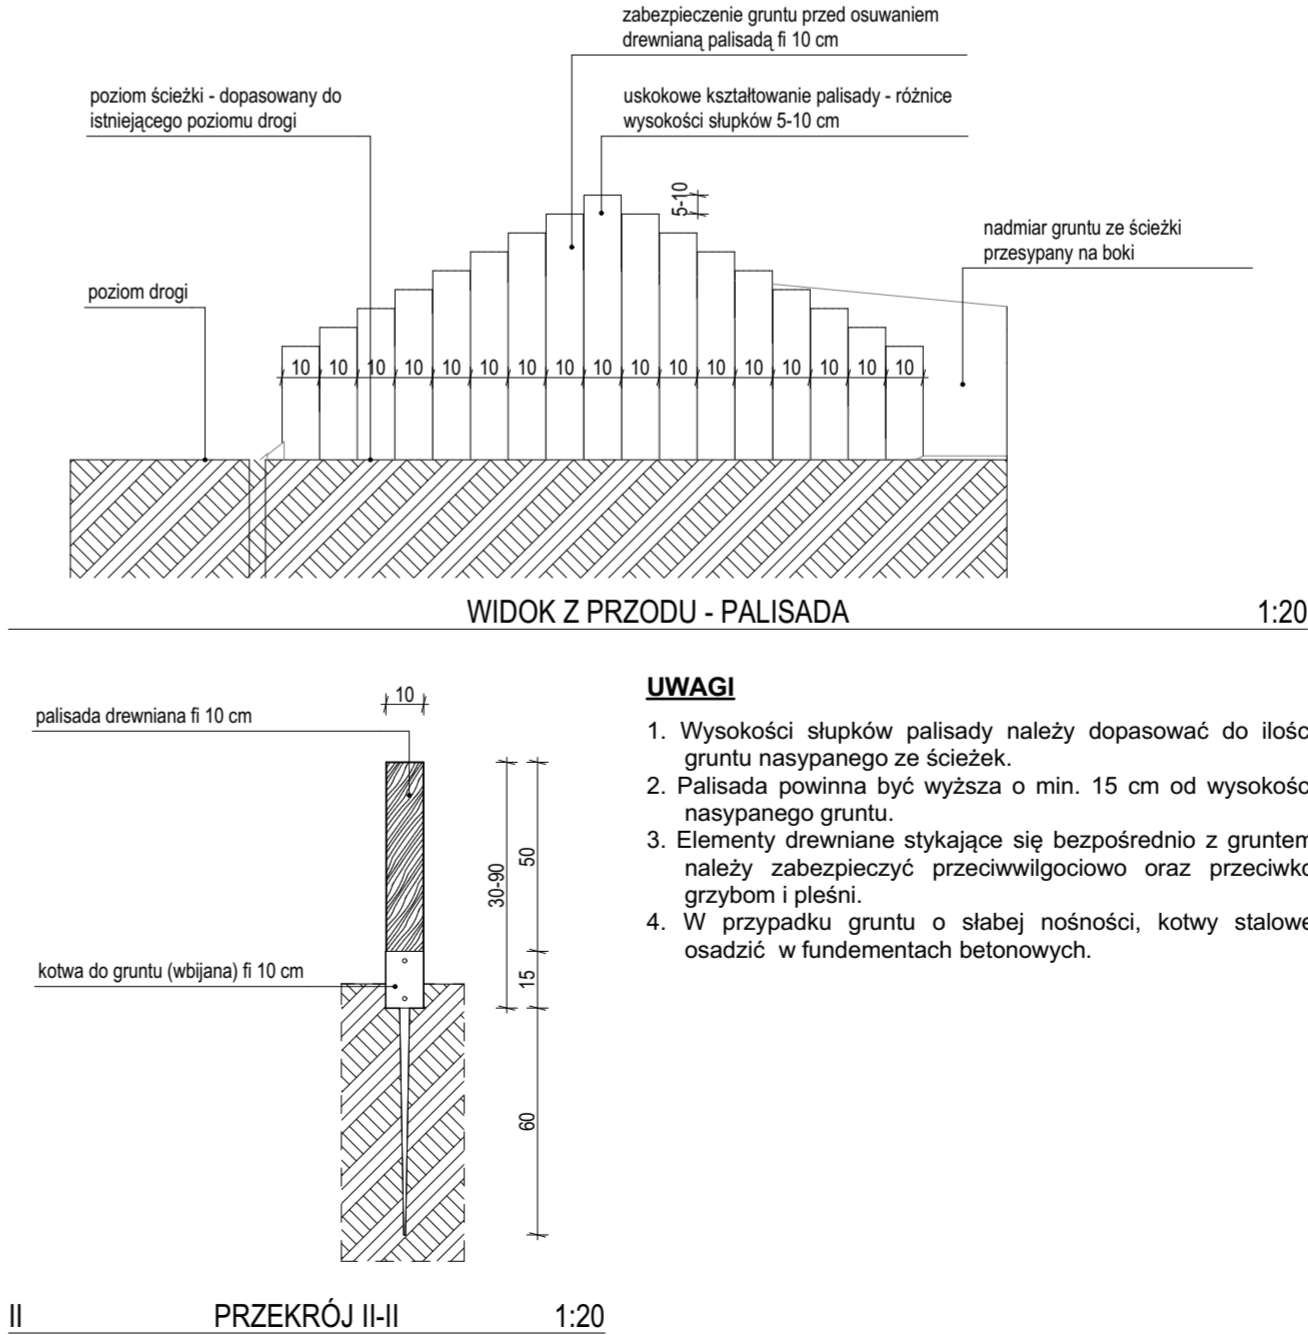 zabezpieczenie gruntu przed osuwaniem
drewnianą palisadą fi 10 cm
poziom ścieżki - dopasowany do
istniejącego poziomu drogi
uskokowe kształtowanie palisady - różnice
wysokości słupków 5-10 cm
5-10
nadmiar gruntu ze ścieżki
przesypany na boki
poziom drogi
10 10 10 10 10 10 10 10 10 10 10 10 10 10 10 10 10
WIDOK Z PRZODU - PALISADA 1:20
10
palisada drewniana fi 10 cm
30-90
50
kotwa do gruntu (wbijana) fi 10 cm
15
60
II PRZEKRÓJ II-II 1:20
UWAGI
1. Wysokości słupków palisady należy dopasować do ilośc
gruntu nasypanego ze ścieżek.
2. Palisada powinna być wyższa o min. 15 cm od wysokośc
nasypanego gruntu.
3. Elementy drewniane stykające się bezpośrednio z gruntem
należy zabezpieczyć przeciwwilgociowo oraz przeciwko
grzybom i pleśni.
4. W przypadku gruntu o słabej nośności, kotwy stalowe
osadzić w fundementach betonowych.